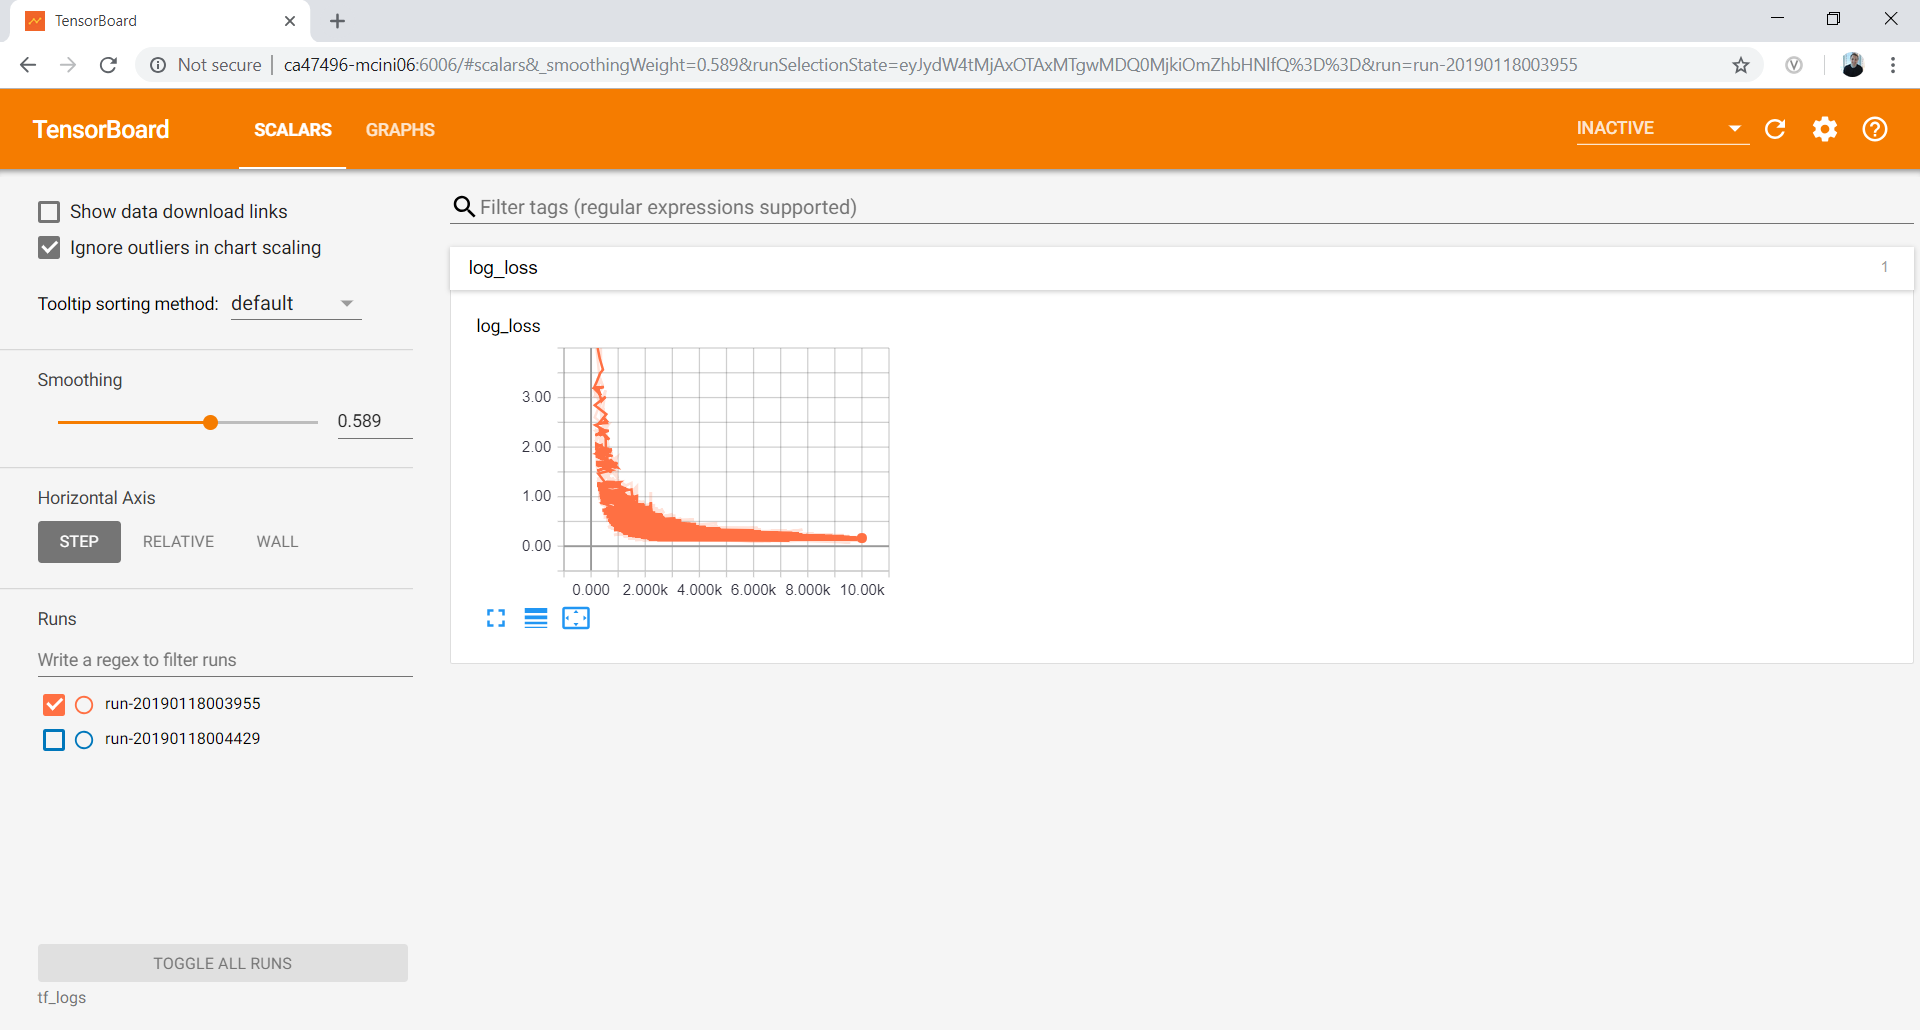 TensorBoard
Not secure | ca47496-mcini06:6006/#scalars&_smoothingWeight=0.589&runSelectionState=eyJydW4tMjAxOTAxMTgwMDQ0MjkiOmZhbHNlfQ%3D%3D&run=run-20190118003955
TensorBoard SCALARS GRAPHS INACTIVE
Show data download links
Ignore outliers in chart scaling
Tooltip sorting method: default
Smoothing
0.589
Horizontal Axis
STEP RELATIVE WALL
Runs
Write a regex to filter runs
run-20190118003955
run-20190118004429
TOGGLE ALL RUNS
tf_logs
Filter tags (regular expressions supported)
log_loss 1
log_loss
3.00
2.00
1.00
0.00
0.000 2.000k 4.000k 6.000k 8.000k 10.00k